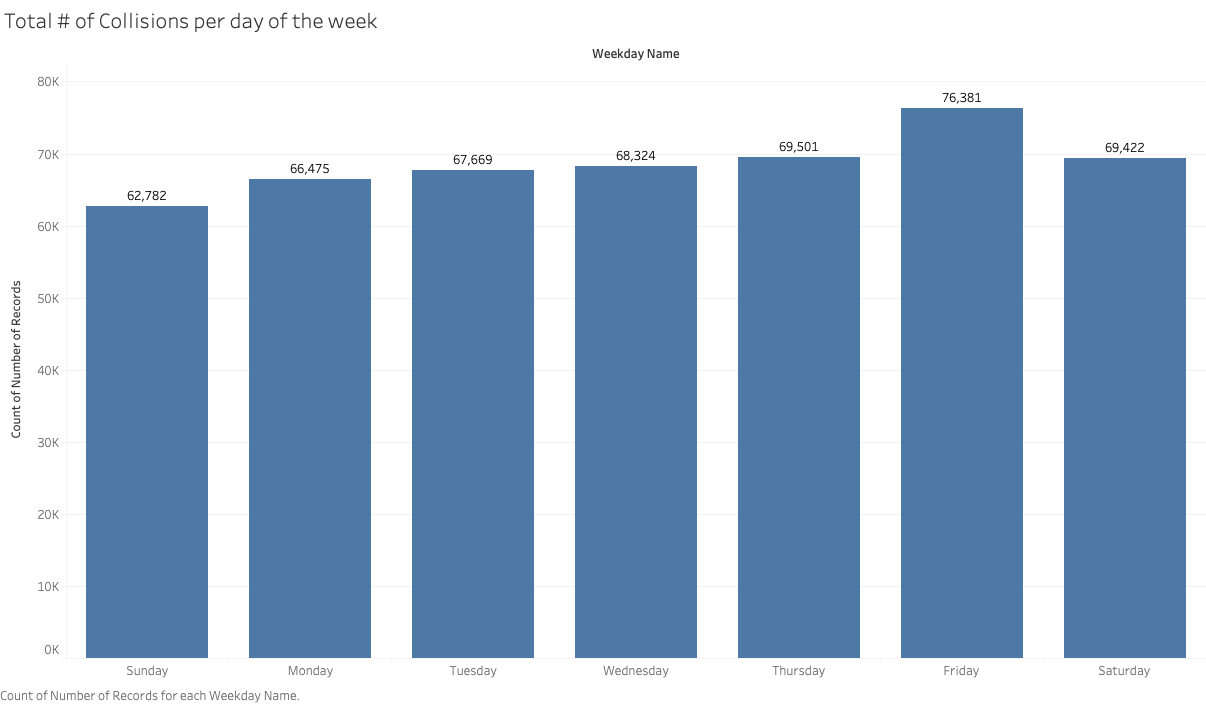 Total # of Collisions per day of the week
Weekday Name
80K
70K
60K
50K
40K
30K
20K
10K
0K
Count of Number of Records
62,782
66,475
67,669
68,324
69,501
76,381
69,422
Sunday
Monday
Tuesday
Wednesday
Thursday
Friday
Saturday
Count of Number of Records for each Weekday Name.